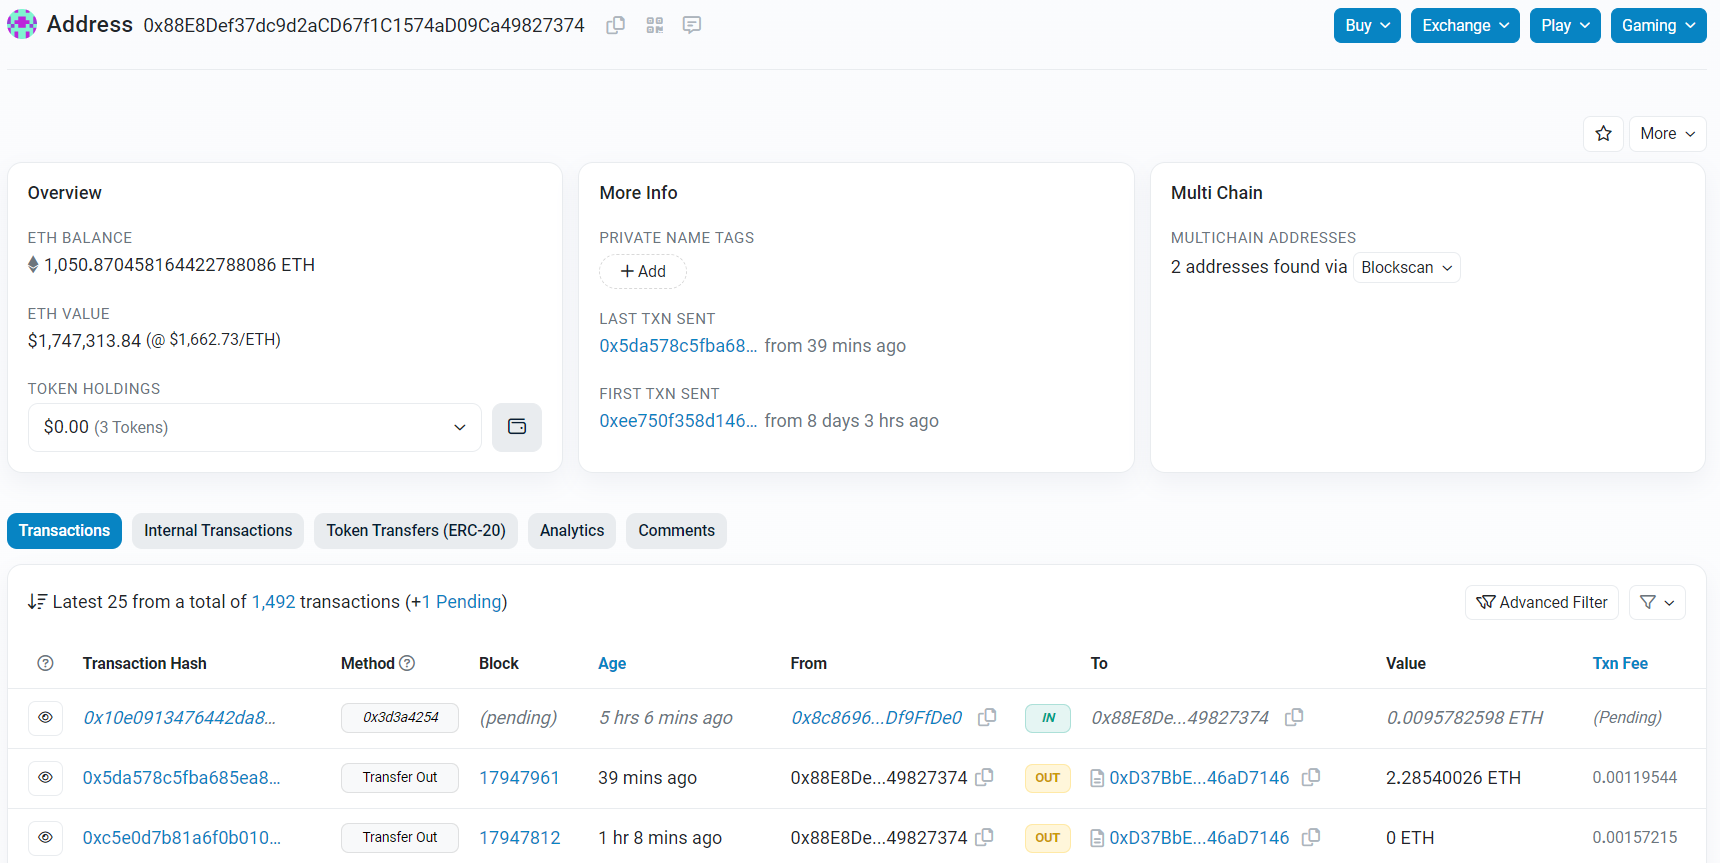 Address 0x88E8Def37dc9d2aCD67f1C1574aD09Ca49827374 Buy Exchange Play Gaming
More
Overview
ETH BALANCE
1,050.870458164422788086 ETH
ETH VALUE
$1,747,313.84 (@ $1,662.73/ETH)
TOKEN HOLDINGS
$0.00 (3 Tokens)
More Info
PRIVATE NAME TAGS
+ Add
LAST TXN SENT
0x5da578c5fba68... from 39 mins ago
FIRST TXN SENT
0xee750f358d146... from 8 days 3 hrs ago
Multi Chain
MULTICHAIN ADDRESSES
2 addresses found via Blockscan
Transactions Internal Transactions Token Transfers (ERC-20) Analytics Comments
Latest 25 from a total of 1,492 transactions (+1 Pending) Advanced Filter
? Transaction Hash Method ? Block Age From To Value Txn Fee
0x10e0913476442da8... 0x3d3a4254 (pending) 5 hrs 6 mins ago 0x8c8696...Df9FfDe0 IN 0x88E8De...49827374 0.0095782598 ETH (Pending)
0x5da578c5fba685ea8... Transfer Out 17947961 39 mins ago 0x88E8De...49827374 OUT 0xD37BbE...46aD7146 2.28540026 ETH 0.00119544
0xc5e0d7b81a6f0b010... Transfer Out 17947812 1 hr 8 mins ago 0x88E8De...49827374 OUT 0xD37BbE...46aD7146 0 ETH 0.00157215